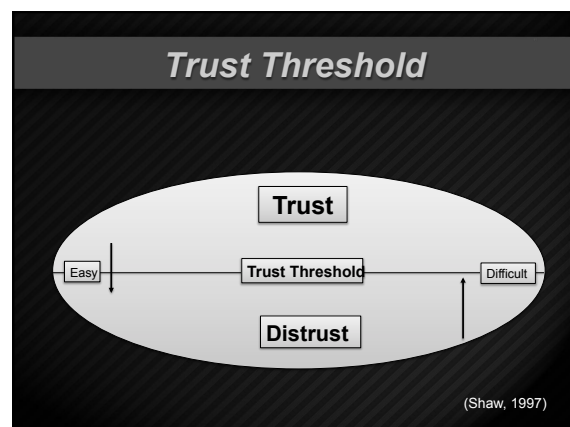 Trust Threshold
Trust
Easy
Trust Threshold
Difficult
Distrust
(Shaw, 1997)